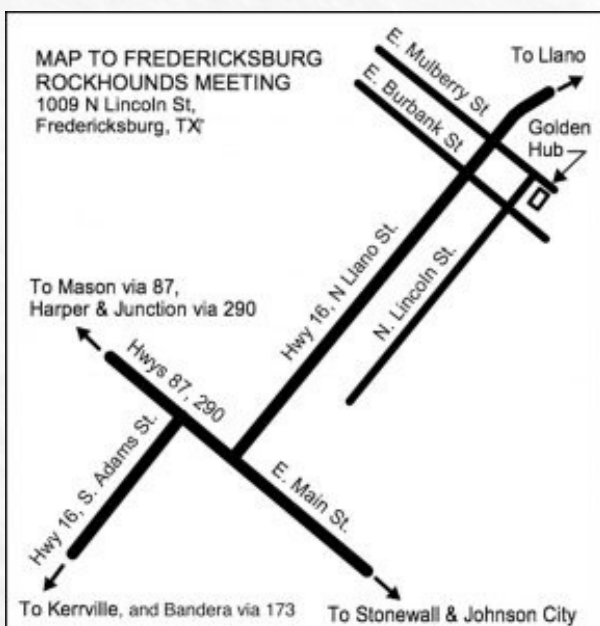 MAP TO FREDERICKSBURG
ROCKHOUNDS MEETING
1009 N Lincoln St,
Fredericksburg, TX
E. Mulberry St
To Llano
E. Burbank St
Golden
Hub
Hwy 16, N Llano St.
N. Lincoln St.
To Mason via 87,
Harper & Junction via 290
Hwys 87, 290
Hwy 16, S. Adams St.
E. Main St.
To Kerrville, and Bandera via 173
To Stonewall & Johnson City